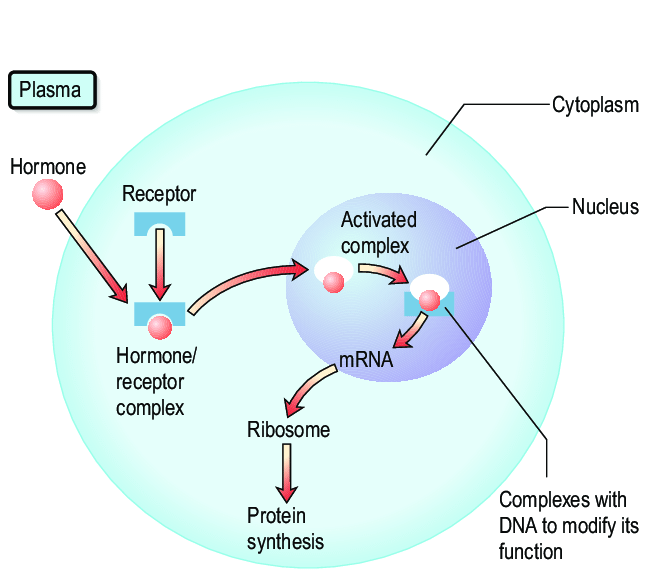 Plasma
Cytoplasm
Hormone
Receptor
Nucleus
Activated
complex
Hormone/
receptor
complex
mRNA
Ribosome
Protein
synthesis
Complexes with
DNA to modify its
function